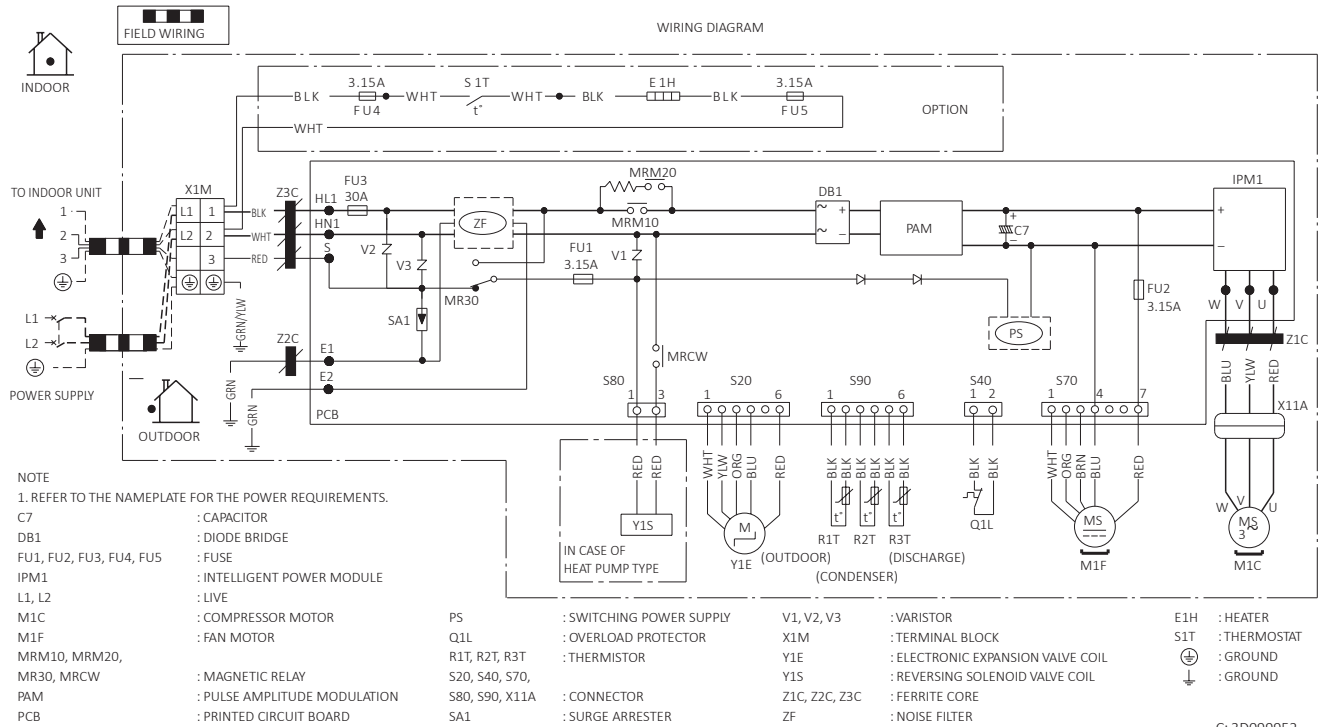 WIRING DIAGRAM
FIELD WIRING
INDOOR
3.15A
S1T
E1H
3.15A
BLK
WHT
WHT
BLK
BLK
FU4
t°
FU5
OPTION
WHT
TO INDOOR UNIT
1
2
3
X1M
L1 1
L2 2
3
BLK
WHT
RED
Z3C
HL1
HN1
S
FU3
30A
V2
V3
ZF
MRM20
MRM10
DB1
~ +
~ −
PAM
+
C7
−
IPM1
+
−
FU1
3.15A
V1
MR30
SA1
PS
FU2
3.15A
W V U
Z1C
L1
L2
POWER SUPPLY
GRN/YLW
Z2C
E1
E2
GRN
GRN
PCB
MRCW
BLU
YLW
RED
X11A
OUTDOOR
S80
1 3
S20
1 6
S90
1 6
S40
1 2
S70
1 4 7
RED
RED
WHT
YLW
ORG
BLU
RED
BLK
BLK
BLK
BLK
BLK
BLK
BLK
BLK
WHT
ORG
BRN
BLU
RED
t°
t°
t°
Y1S
IN CASE OF
HEAT PUMP TYPE
M
Y1E
R1T
R2T
R3T
(OUTDOOR)
(CONDENSER)
(DISCHARGE)
Q1L
MS
M1F
W V U
MS
3~
M1C
NOTE
1. REFER TO THE NAMEPLATE FOR THE POWER REQUIREMENTS.
C7 : CAPACITOR
DB1 : DIODE BRIDGE
FU1, FU2, FU3, FU4, FU5 : FUSE
IPM1 : INTELLIGENT POWER MODULE
L1, L2 : LIVE
M1C : COMPRESSOR MOTOR
M1F : FAN MOTOR
MRM10, MRM20,
MR30, MRCW : MAGNETIC RELAY
PAM : PULSE AMPLITUDE MODULATION
PCB : PRINTED CIRCUIT BOARD
PS : SWITCHING POWER SUPPLY
Q1L : OVERLOAD PROTECTOR
R1T, R2T, R3T : THERMISTOR
S20, S40, S70,
S80, S90, X11A : CONNECTOR
SA1 : SURGE ARRESTER
V1, V2, V3 : VARISTOR
X1M : TERMINAL BLOCK
Y1E : ELECTRONIC EXPANSION VALVE COIL
Y1S : REVERSING SOLENOID VALVE COIL
Z1C, Z2C, Z3C : FERRITE CORE
ZF : NOISE FILTER
E1H : HEATER
S1T : THERMOSTAT
: GROUND
: GROUND